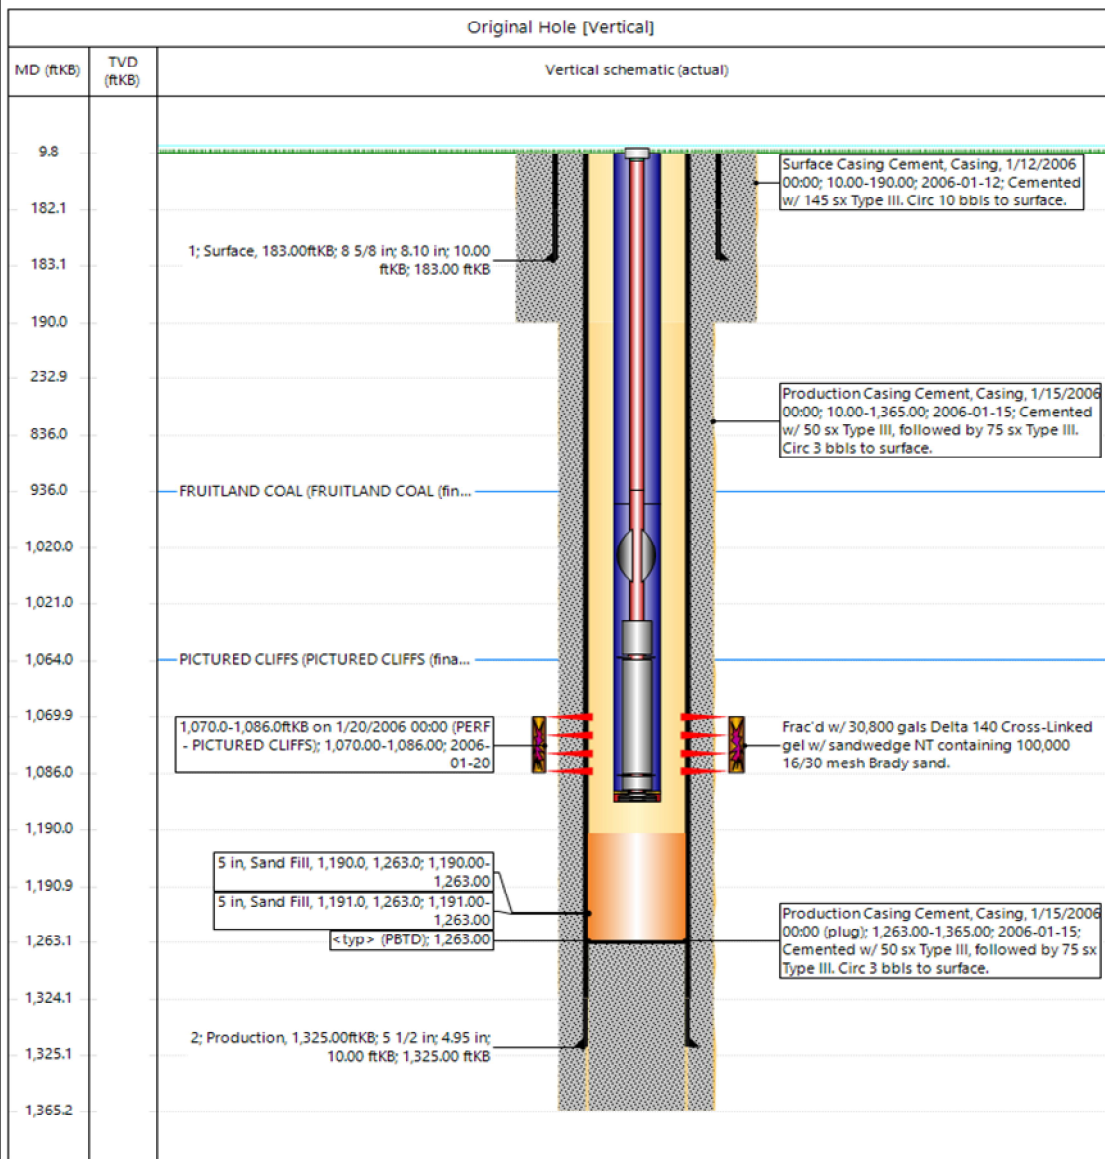 Original Hole [Vertical]
MD (ftKB)
TVD
(ftKB)
Vertical schematic (actual)
9.8
Surface Casing Cement, Casing, 1/12/2006
00:00; 10.00-190.00; 2006-01-12; Cemented
w/ 145 sx Type III. Circ 10 bbls to surface.
182.1
1; Surface, 183.00ftKB; 8 5/8 in; 8.10 in; 10.00
ftKB; 183.00 ftKB
183.1
190.0
232.9
Production Casing Cement, Casing, 1/15/2006
00:00; 10.00-1,365.00; 2006-01-15; Cemented
w/ 50 sx Type III, followed by 75 sx Type III.
Circ 3 bbls to surface.
836.0
936.0
FRUITLAND COAL (FRUITLAND COAL (fin...
1,020.0
1,021.0
1,064.0
PICTURED CLIFFS (PICTURED CLIFFS (fina...
1,069.9
1,070.0-1,086.0ftKB on 1/20/2006 00:00 (PERF
- PICTURED CLIFFS); 1,070.00-1,086.00; 2006-
01-20
Frac'd w/ 30,800 gals Delta 140 Cross-Linked
gel w/ sandwedge NT containing 100,000
16/30 mesh Brady sand.
1,086.0
1,190.0
5 in, Sand Fill, 1,190.0, 1,263.0; 1,190.00-
1,263.00
1,190.9
5 in, Sand Fill, 1,191.0, 1,263.0; 1,191.00-
1,263.00
<typ> (PBTD); 1,263.00
1,263.1
Production Casing Cement, Casing, 1/15/2006
00:00 (plug); 1,263.00-1,365.00; 2006-01-15;
Cemented w/ 50 sx Type III, followed by 75 sx
Type III. Circ 3 bbls to surface.
1,324.1
2; Production, 1,325.00ftKB; 5 1/2 in; 4.95 in;
10.00 ftKB; 1,325.00 ftKB
1,325.1
1,365.2